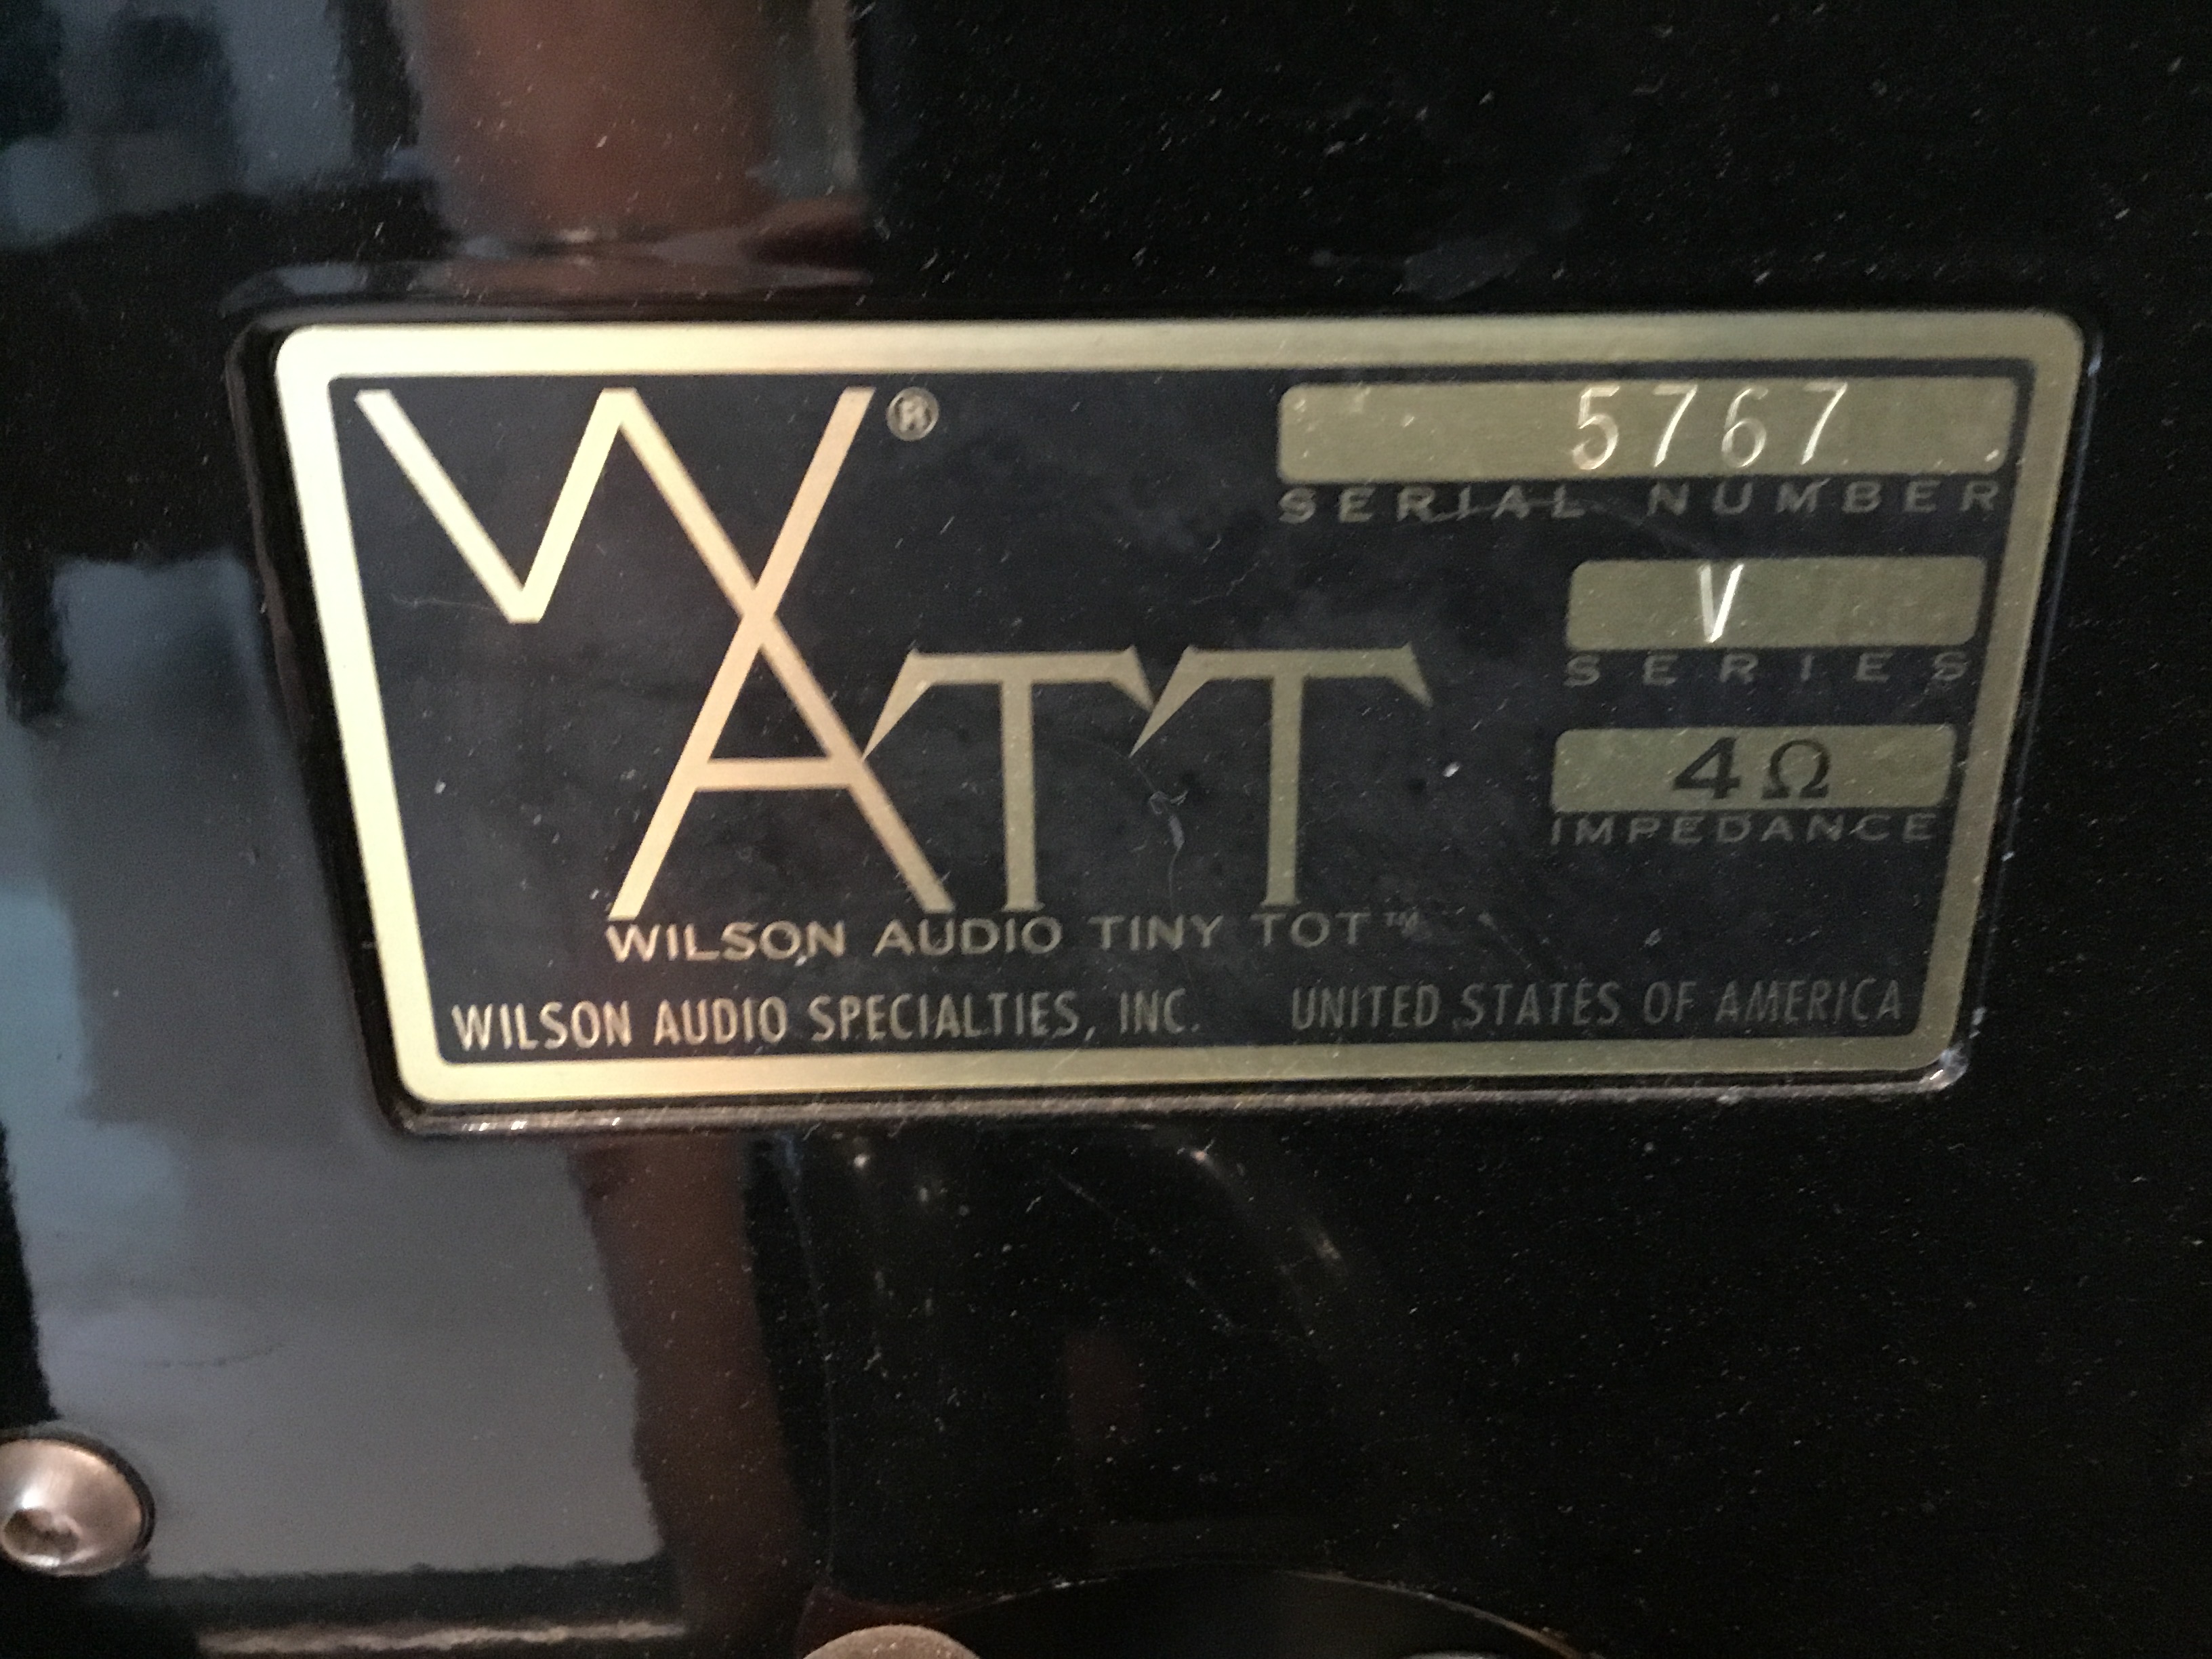 WATT®
5767
SERIAL NUMBER
V
SERIES
4Ω
IMPEDANCE
WILSON AUDIO TINY TOT™
WILSON AUDIO SPECIALTIES, INC. UNITED STATES OF AMERICA